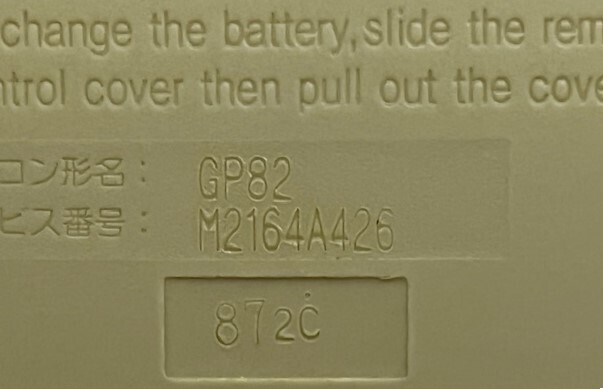 change the battery, slide the rem
ntrol cover then pull out the cove
コン形名： GP82
ビス番号： M2164A426
872Ċ